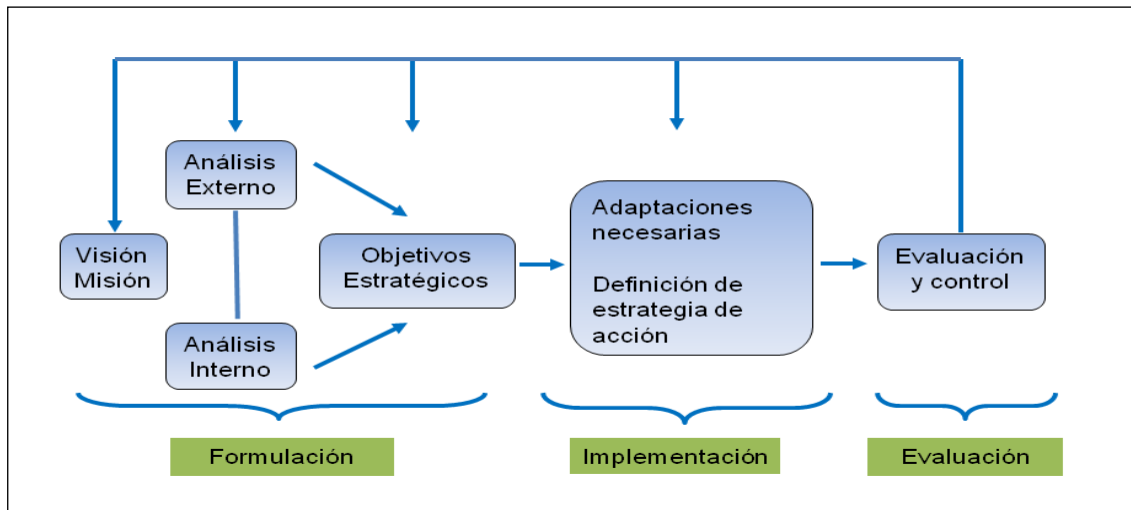 Análisis
Externo
Visión
Misión
Objetivos
Estratégicos
Análisis
Interno
Adaptaciones
necesarias
Definición de
estrategia de
acción
Evaluación
y control
Formulación
Implementación
Evaluación